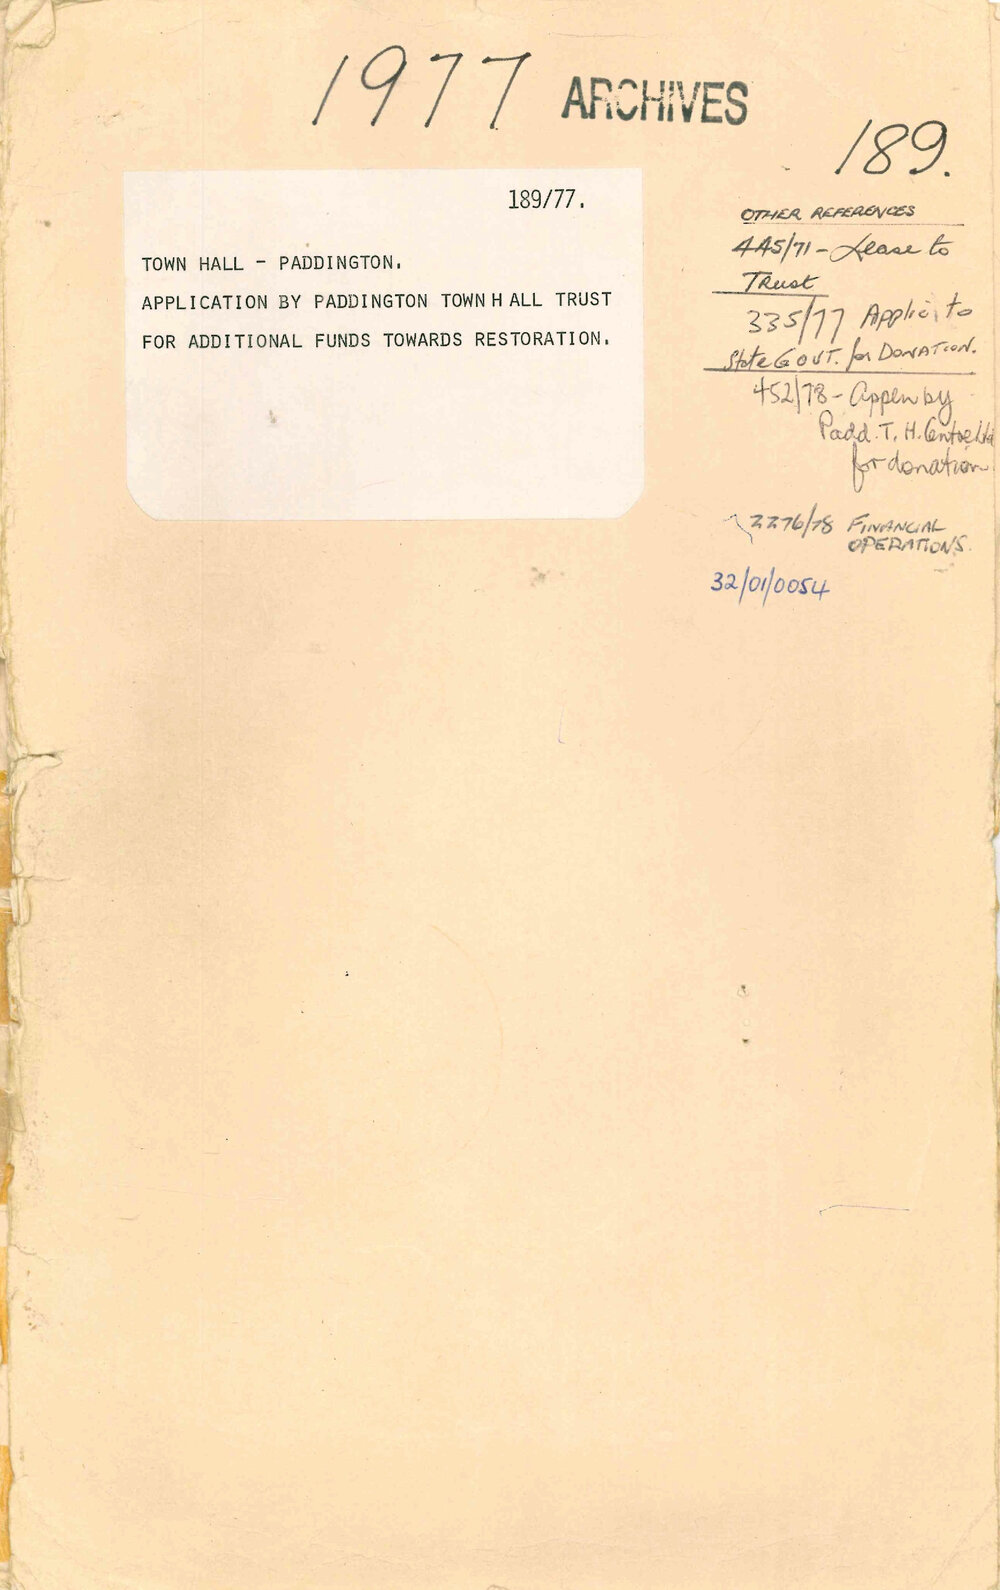 1977 ARCHIVES
189.
189/77.
TOWN HALL - PADDINGTON.
APPLICATION BY PADDINGTON TOWN HALL TRUST
FOR ADDITIONAL FUNDS TOWARDS RESTORATION.
OTHER REFERENCES
445/71 - Lease to
Trust
335/77 Applic. to
State GOVT. for DONATION.
452/78 - Appln by
Padd. T. H. Centre Ltd
for donation
2276/78 FINANCIAL
OPERATIONS.
32/01/0054